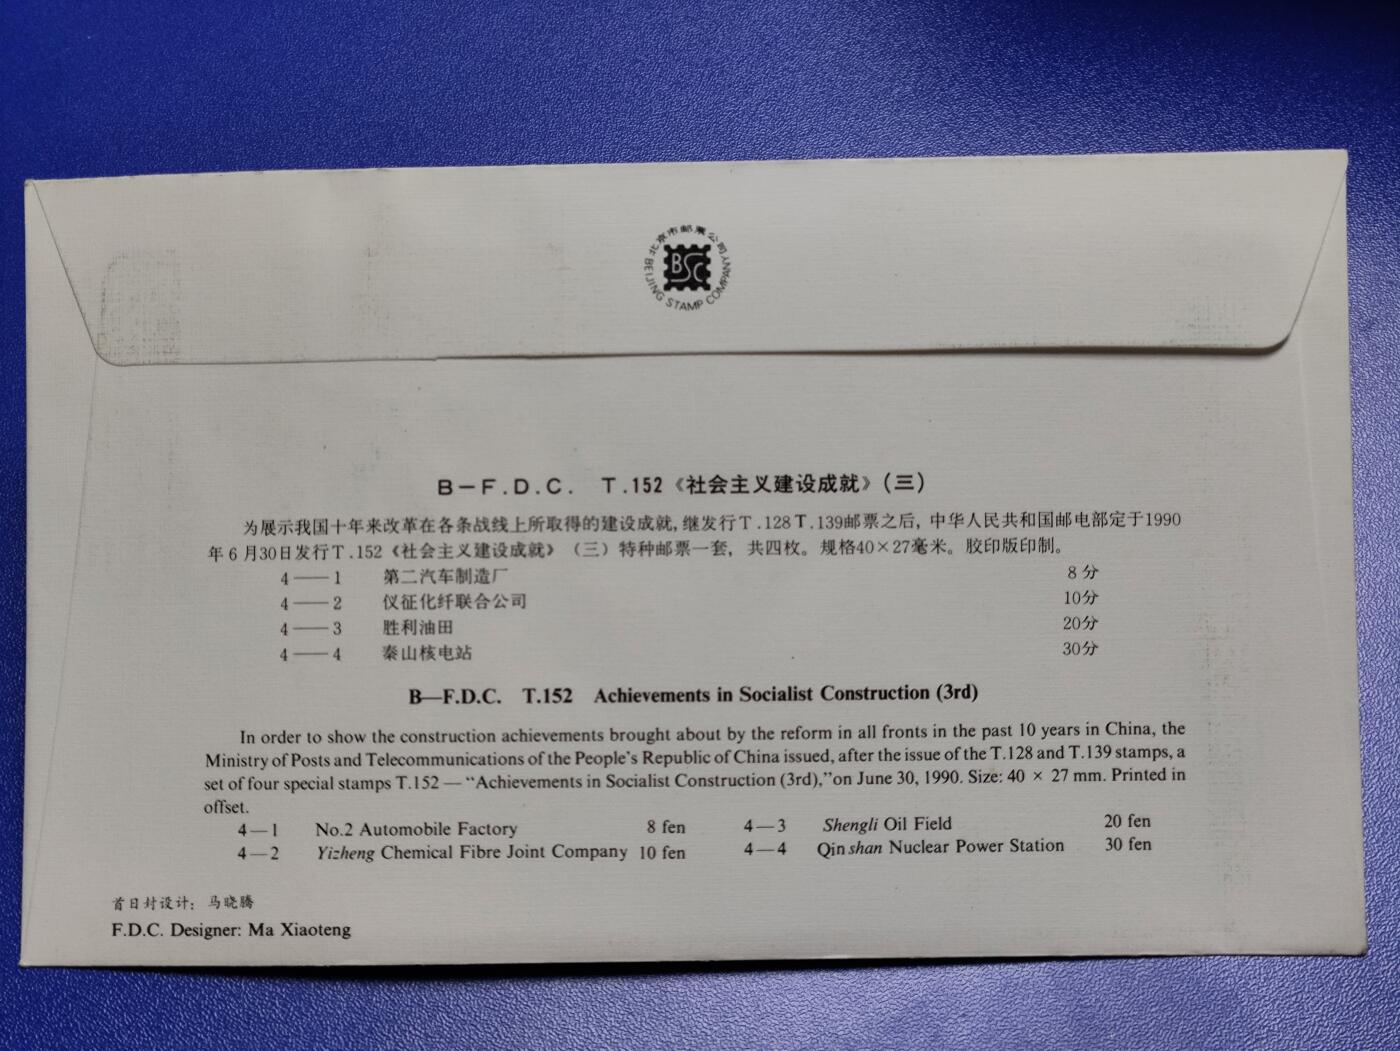 北京市邮票公司
BSC
BEIJING STAMP COMPANY
B-F.D.C. T.152《社会主义建设成就》(三)
为展示我国十年来改革在各条战线上所取得的建设成就,继发行T.128T.139邮票之后,中华人民共和国邮电部定于1990
年6月30日发行T.152《社会主义建设成就》(三)特种邮票一套,共四枚。规格40×27毫米。胶印版印制。
4——1 第二汽车制造厂 8分
4——2 仪征化纤联合公司 10分
4——3 胜利油田 20分
4——4 秦山核电站 30分
B—F.D.C. T.152 Achievements in Socialist Construction (3rd)
In order to show the construction achievements brought about by the reform in all fronts in the past 10 years in China, the
Ministry of Posts and Telecommunications of the People's Republic of China issued, after the issue of the T.128 and T.139 stamps, a
set of four special stamps T.152 — “Achievements in Socialist Construction (3rd),”on June 30, 1990. Size: 40 × 27 mm. Printed in
offset.
4—1 No.2 Automobile Factory 8 fen 4—3 Shengli Oil Field 20 fen
4—2 Yizheng Chemical Fibre Joint Company 10 fen 4—4 Qinshan Nuclear Power Station 30 fen
首日封设计:马晓腾
F.D.C. Designer: Ma Xiaoteng